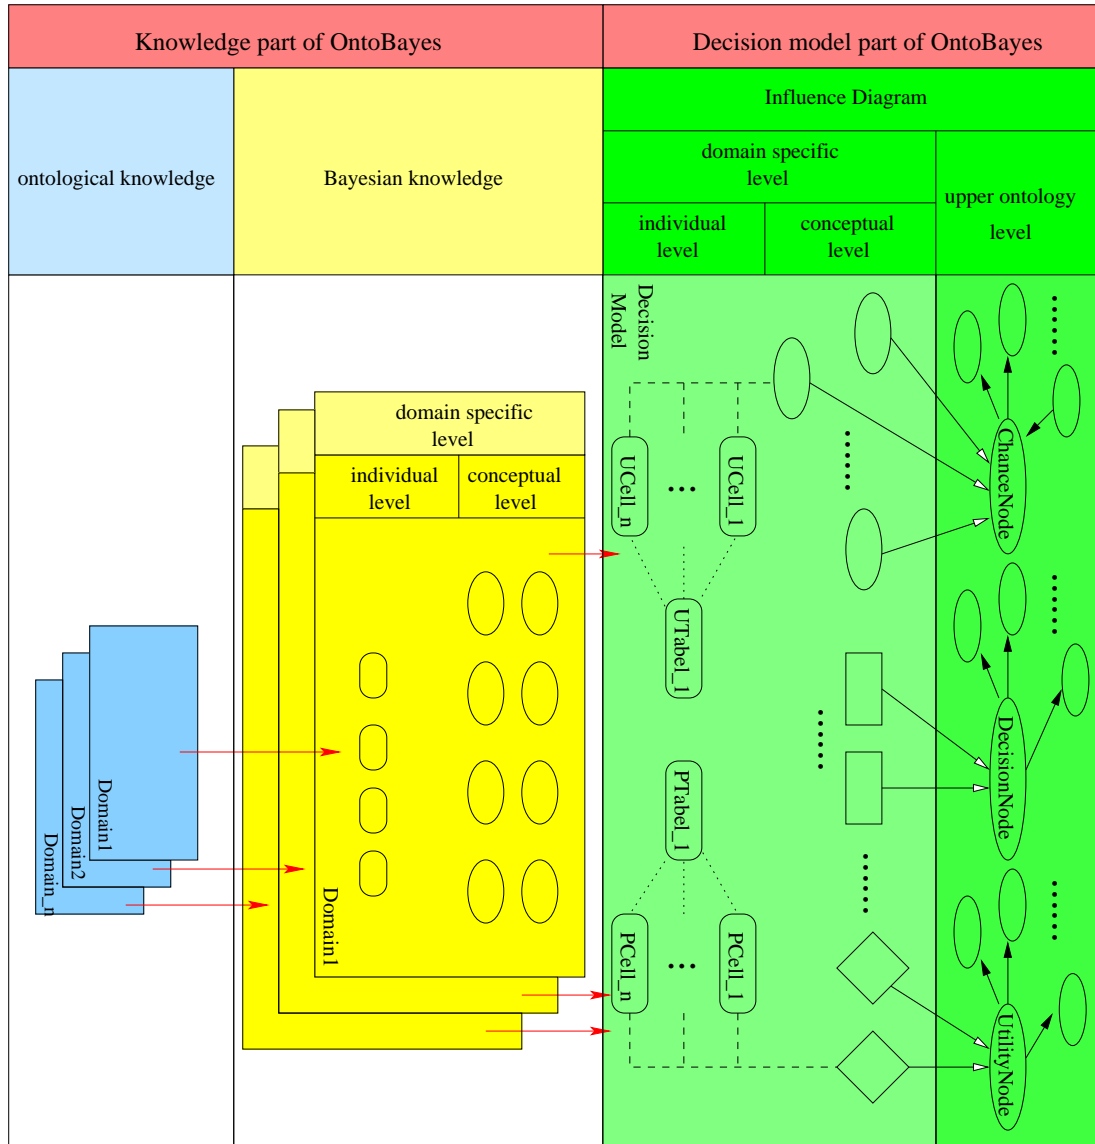 Knowledge part of OntoBayes
Decision model part of OntoBayes
ontological knowledge
Bayesian knowledge
Influence Diagram
domain specific
level
upper ontology
level
individual
level
conceptual
level
Decision
Model
domain specific
level
individual
level
conceptual
level
Domain1
Domain1
Domain2
Domain_n
UCell_n
...
UCell_1
UTabel_1
PTabel_1
PCell_n
...
PCell_1
ChanceNode
DecisionNode
UtilityNode